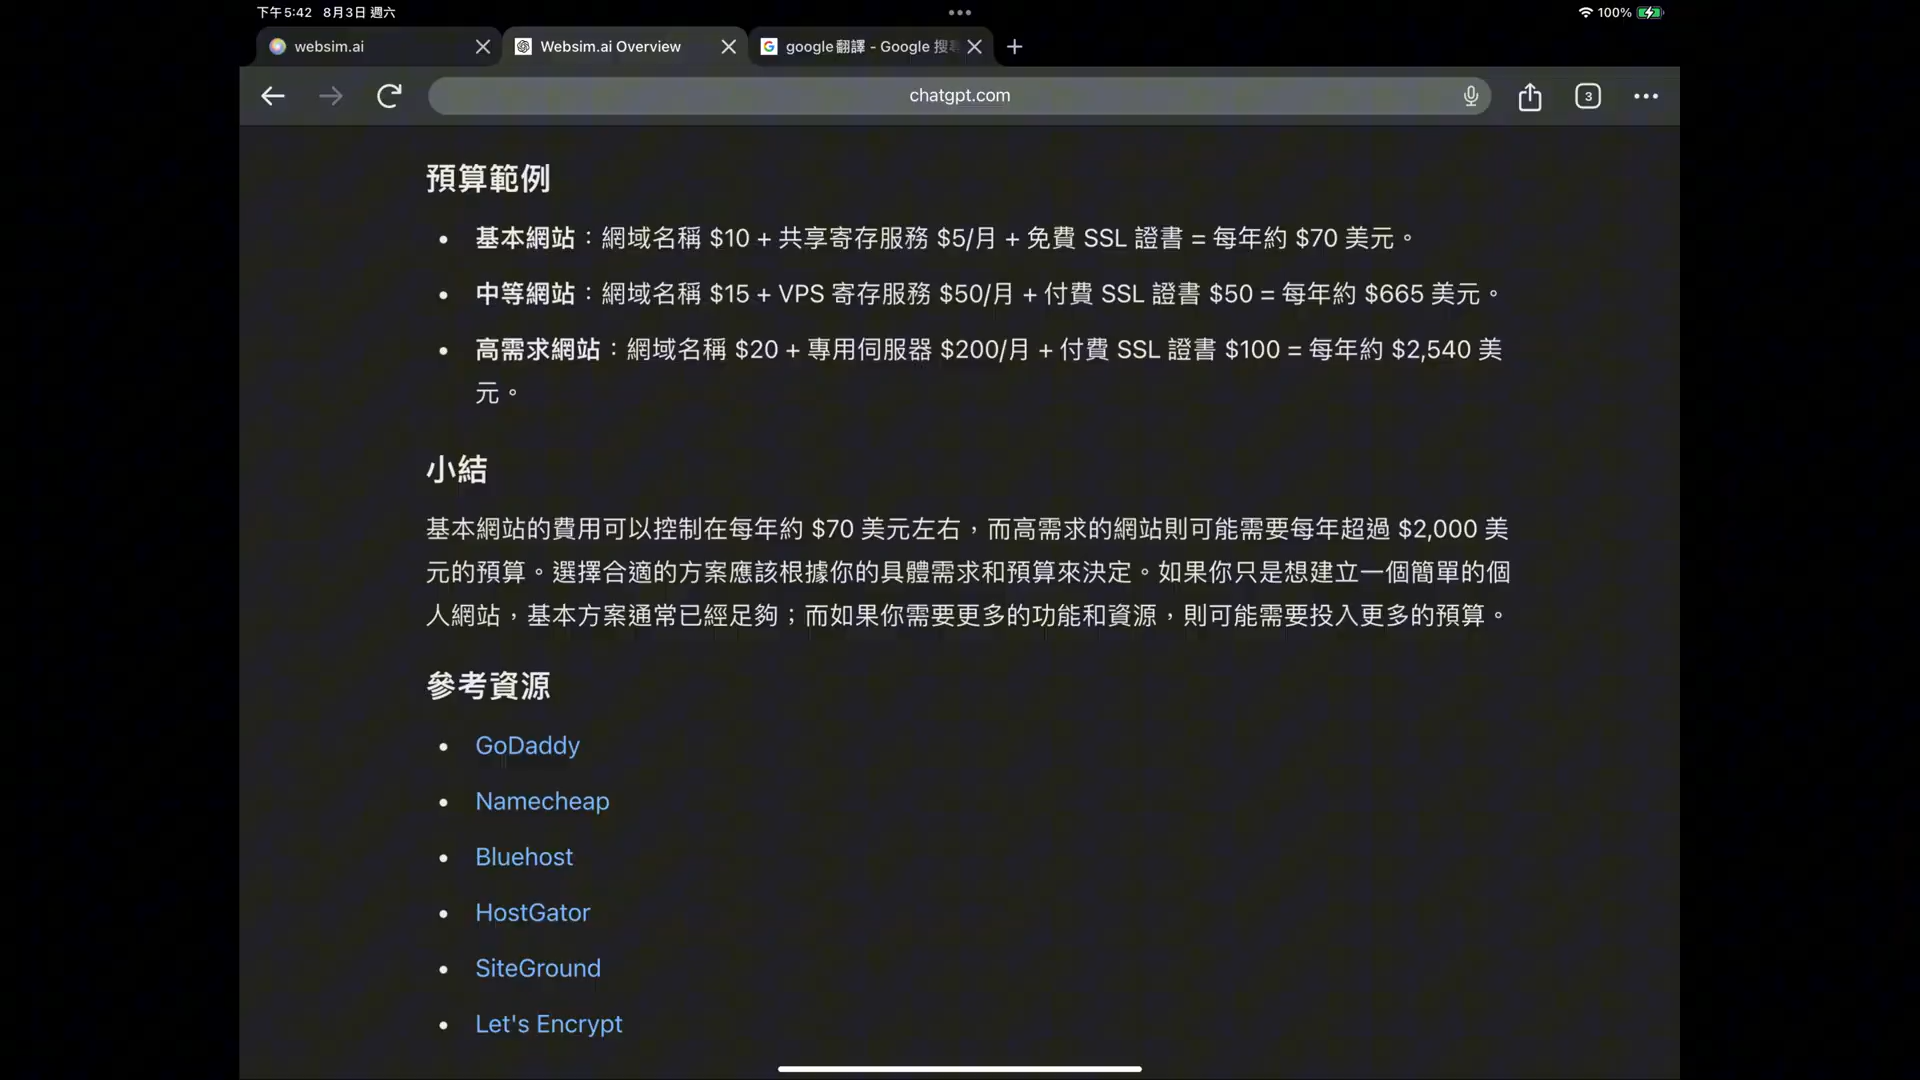 下午5:42 8月3日 週六
100%
websim.ai
Websim.ai Overview
google翻譯 - Google 搜
chatgpt.com
3
預算範例
基本網站：網域名稱 $10 + 共享寄存服務 $5/月 + 免費 SSL 證書 = 每年約 $70 美元。
中等網站：網域名稱 $15 + VPS 寄存服務 $50/月 + 付費 SSL 證書 $50 = 每年約 $665 美元。
高需求網站：網域名稱 $20 + 專用伺服器 $200/月 + 付費 SSL 證書 $100 = 每年約 $2,540 美
元。
小結
基本網站的費用可以控制在每年約 $70 美元左右，而高需求的網站則可能需要每年超過 $2,000 美
元的預算。選擇合適的方案應該根據你的具體需求和預算來決定。如果你只是想建立一個簡單的個
人網站，基本方案通常已經足夠；而如果你需要更多的功能和資源，則可能需要投入更多的預算。
參考資源
GoDaddy
Namecheap
Bluehost
HostGator
SiteGround
Let's Encrypt